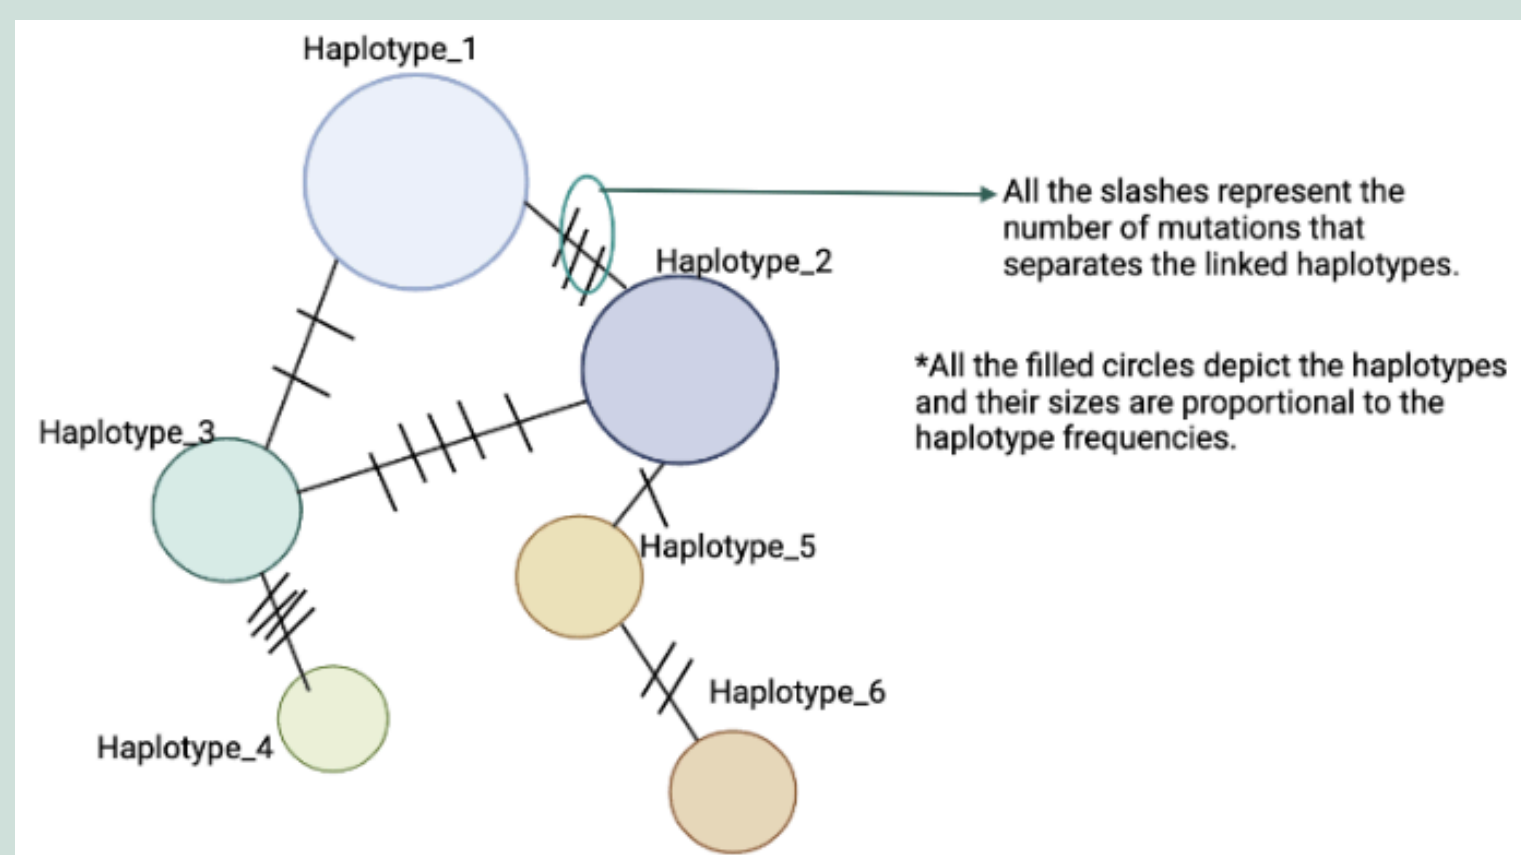 Haplotype_1
All the slashes represent the
number of mutations that
separates the linked haplotypes.
Haplotype_2
*All the filled circles depict the haplotypes
and their sizes are proportional to the
haplotype frequencies.
Haplotype_3
Haplotype_5
Haplotype_6
Haplotype_4